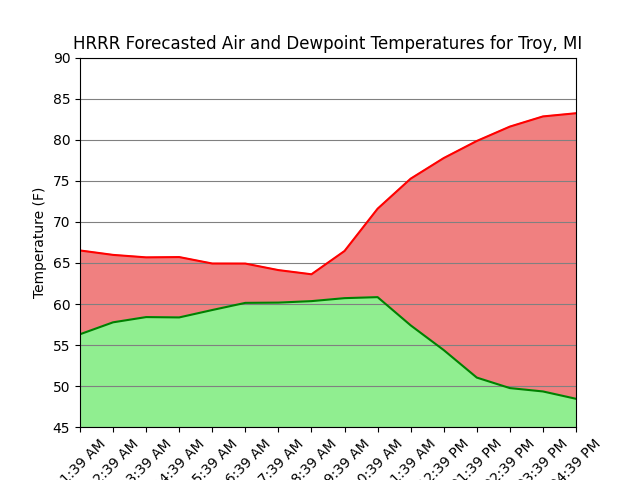 HRRR Forecasted Air and Dewpoint Temperatures for Troy, MI
Temperature (F)
90
85
80
75
70
65
60
55
50
45
1:39 AM
2:39 AM
3:39 AM
4:39 AM
5:39 AM
6:39 AM
7:39 AM
8:39 AM
9:39 AM
0:39 AM
1:39 AM
2:39 PM
01:39 PM
02:39 PM
03:39 PM
04:39 PM